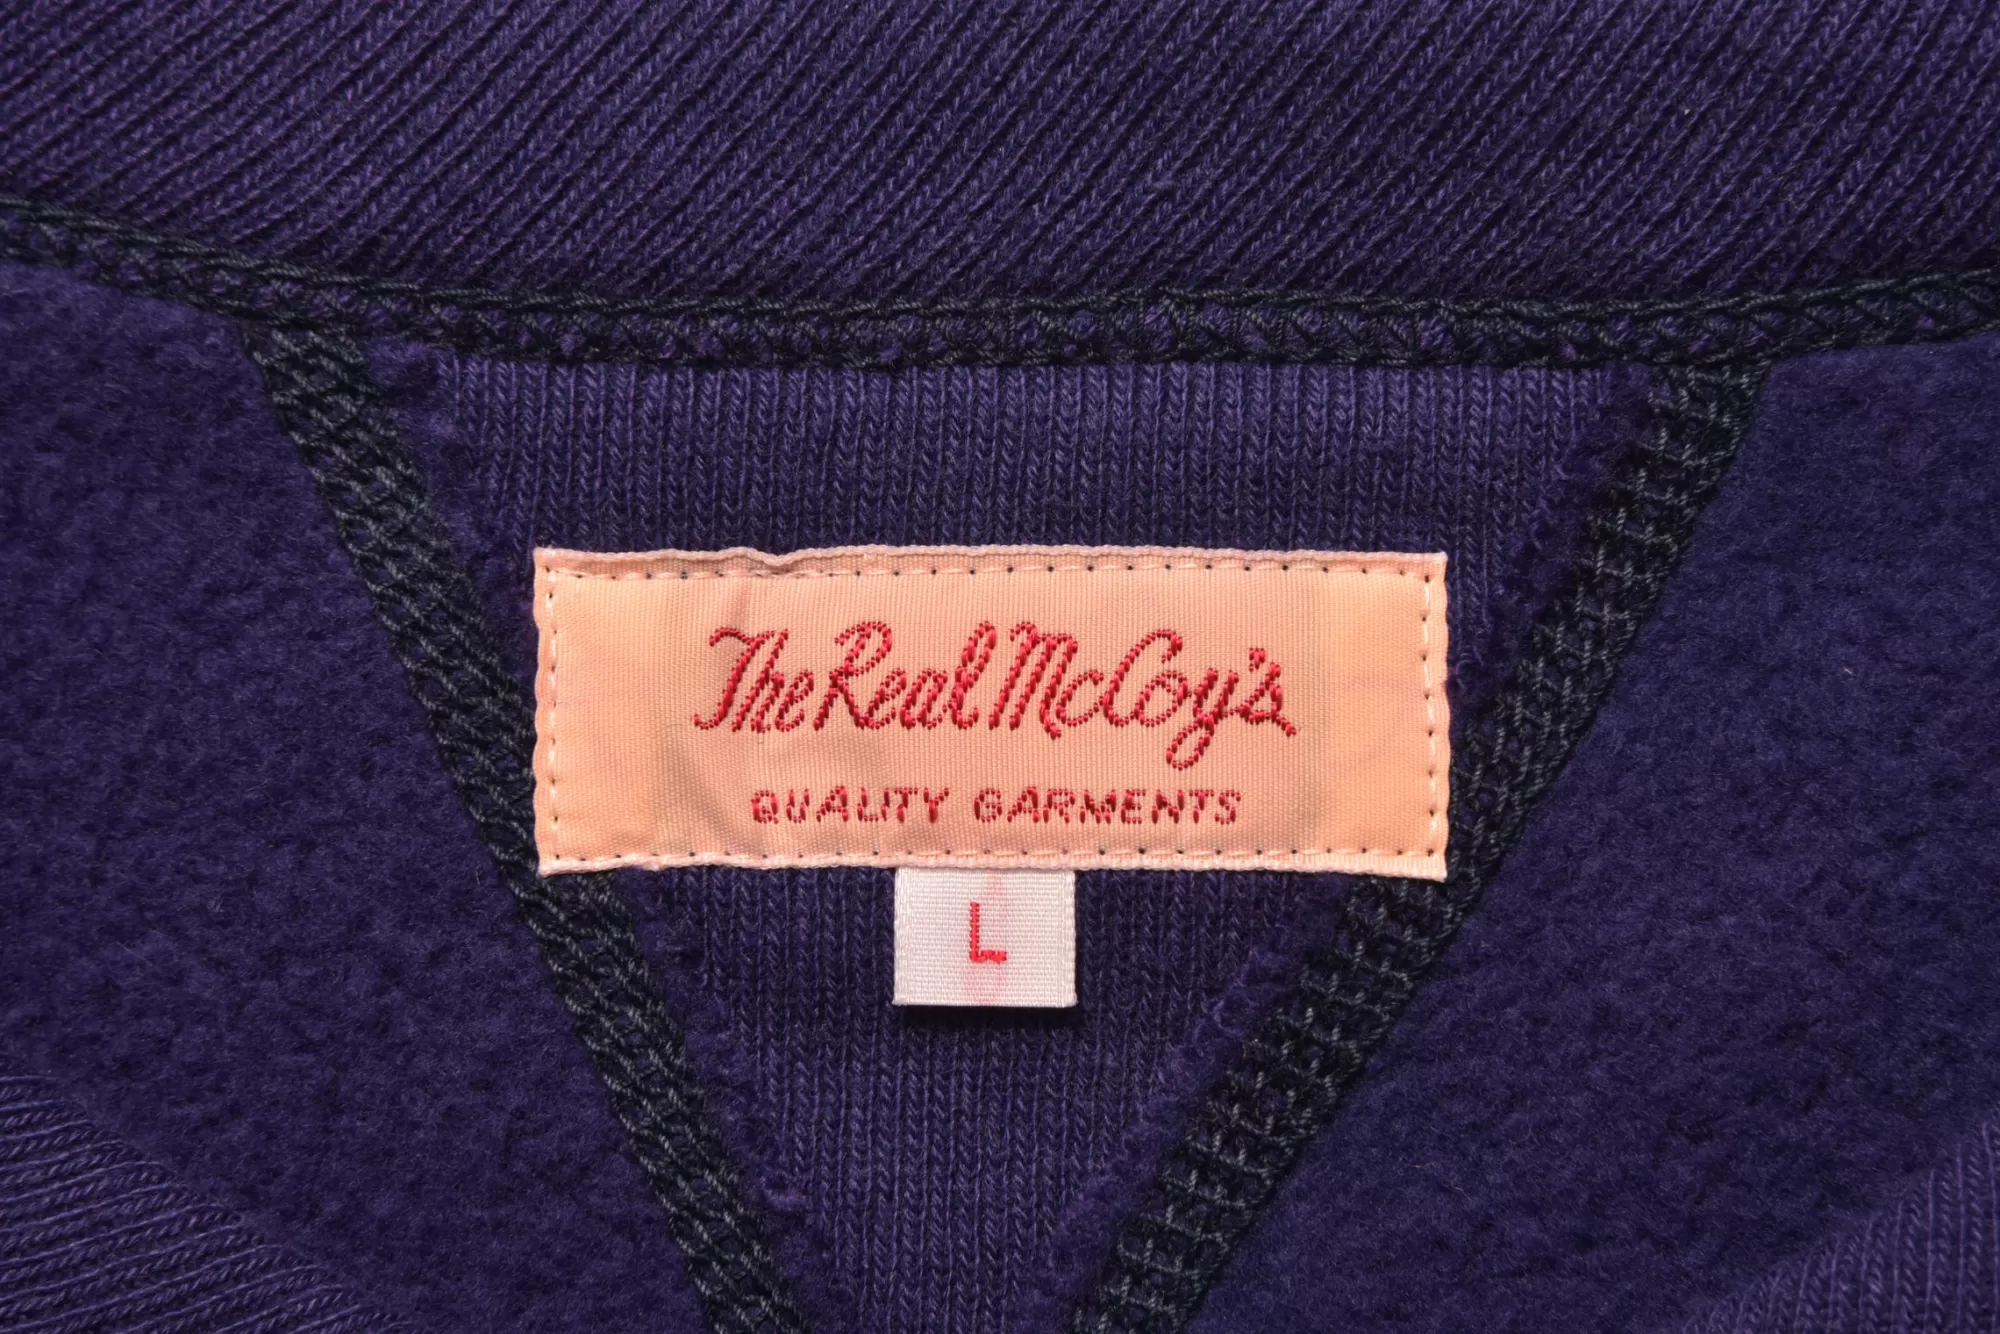 The Real McCoy's
QUALITY GARMENTS
L